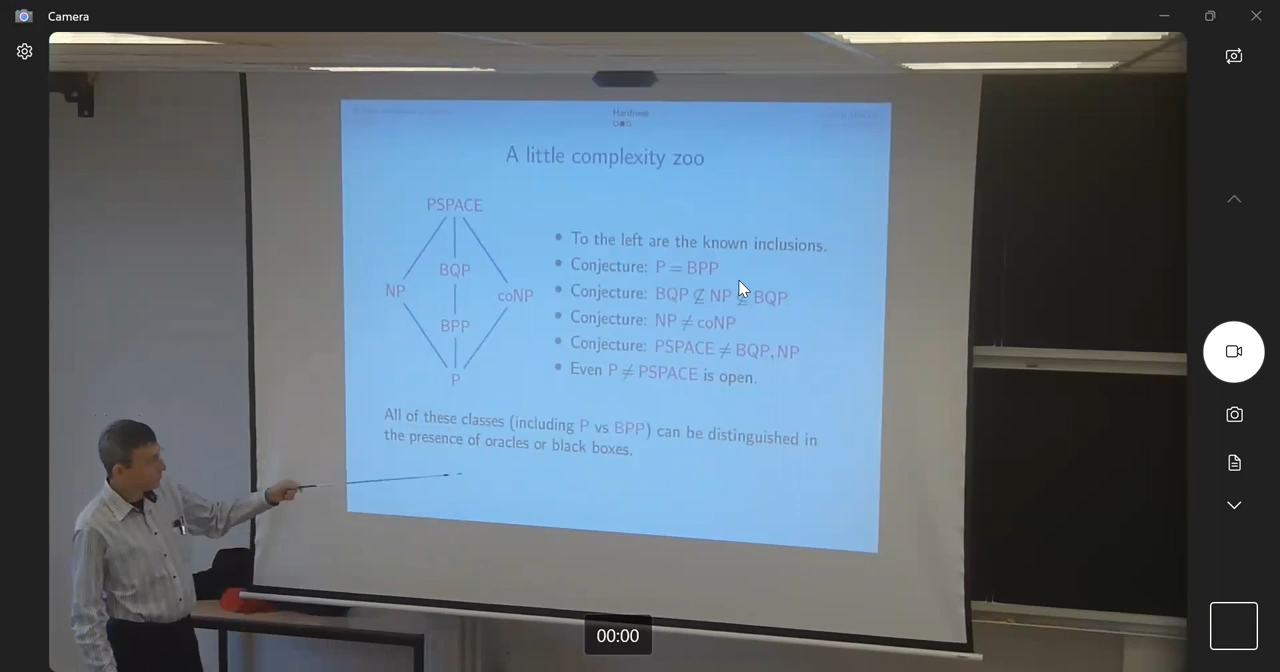 Camera
Hardness
A little complexity zoo
PSPACE
BQP
NP
coNP
BPP
P
• To the left are the known inclusions.
• Conjecture: P = BPP
• Conjecture: BQP ⊈ NP ⊈ BQP
• Conjecture: NP ≠ coNP
• Conjecture: PSPACE ≠ BQP, NP
• Even P ≠ PSPACE is open.
All of these classes (including P vs BPP) can be distinguished in
the presence of oracles or black boxes.
00:00